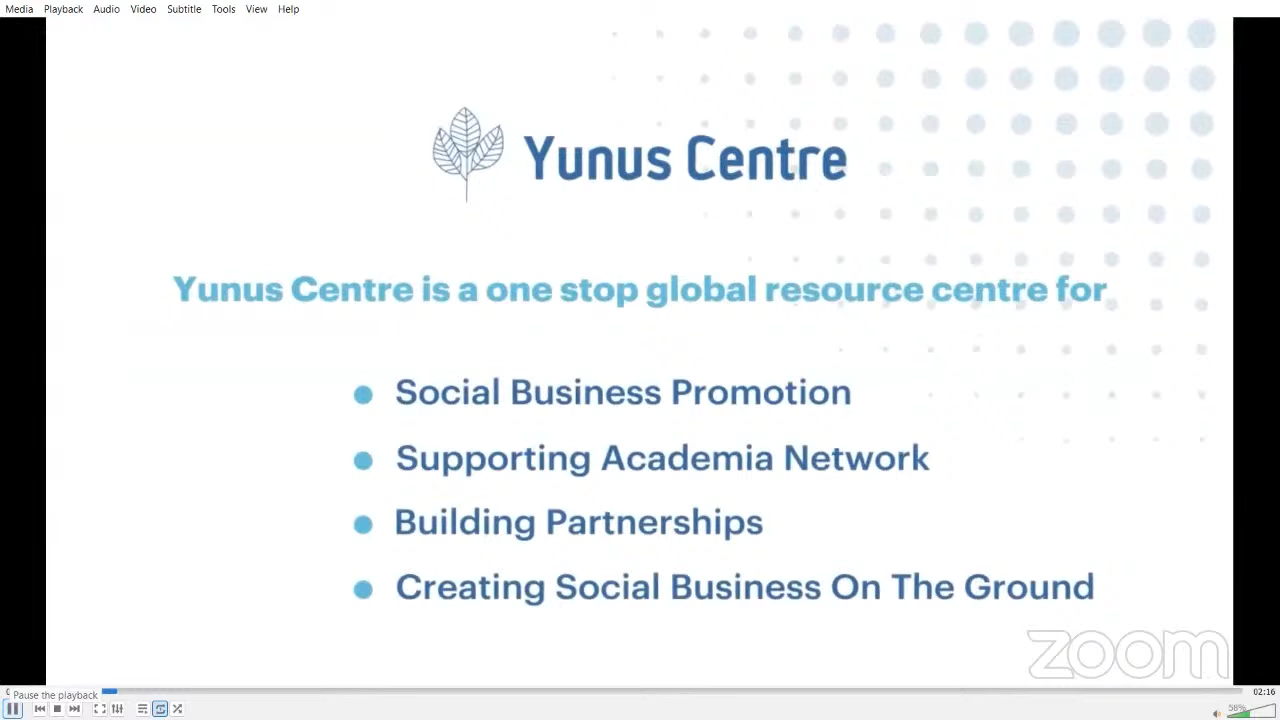 Media Playback Audio Video Subtitle Tools View Help
Yunus Centre
Yunus Centre is a one stop global resource centre for
Social Business Promotion
Supporting Academia Network
Building Partnerships
Creating Social Business On The Ground
zoom
Pause the playback
02:16
58%